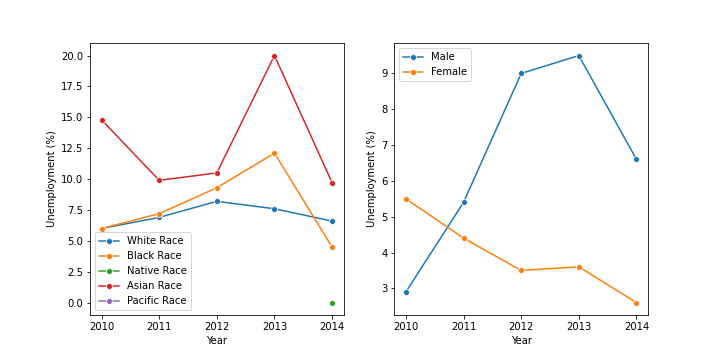 20.0
17.5
15.0
12.5
10.0
7.5
5.0
2.5
0.0
Unemployment (%)
White Race
Black Race
Native Race
Asian Race
Pacific Race
2010 2011 2012 2013 2014
Year
Male
Female
9
8
7
6
5
4
3
Unemployment (%)
2010 2011 2012 2013 2014
Year